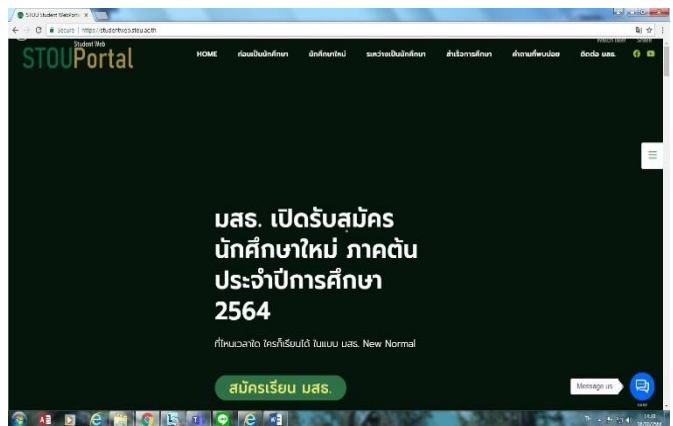 STOU Student WebPortal
Secure | https://studentweb.stou.ac.th
Watch later Share
Student Web
STOUPortal
HOME ก่อนเป็นนักศึกษา นักศึกษาใหม่ ระหว่างเป็นนักศึกษา สำเร็จการศึกษา คำถามที่พบบ่อย ติดต่อ มสธ.
มสธ. เปิดรับสมัคร
นักศึกษาใหม่ ภาคต้น
ประจำปีการศึกษา
2564
ที่ไหนเวลาใด ใครก็เรียนได้ ในแบบ มสธ. New Normal
สมัครเรียน มสธ.
Message us
TH
14:33